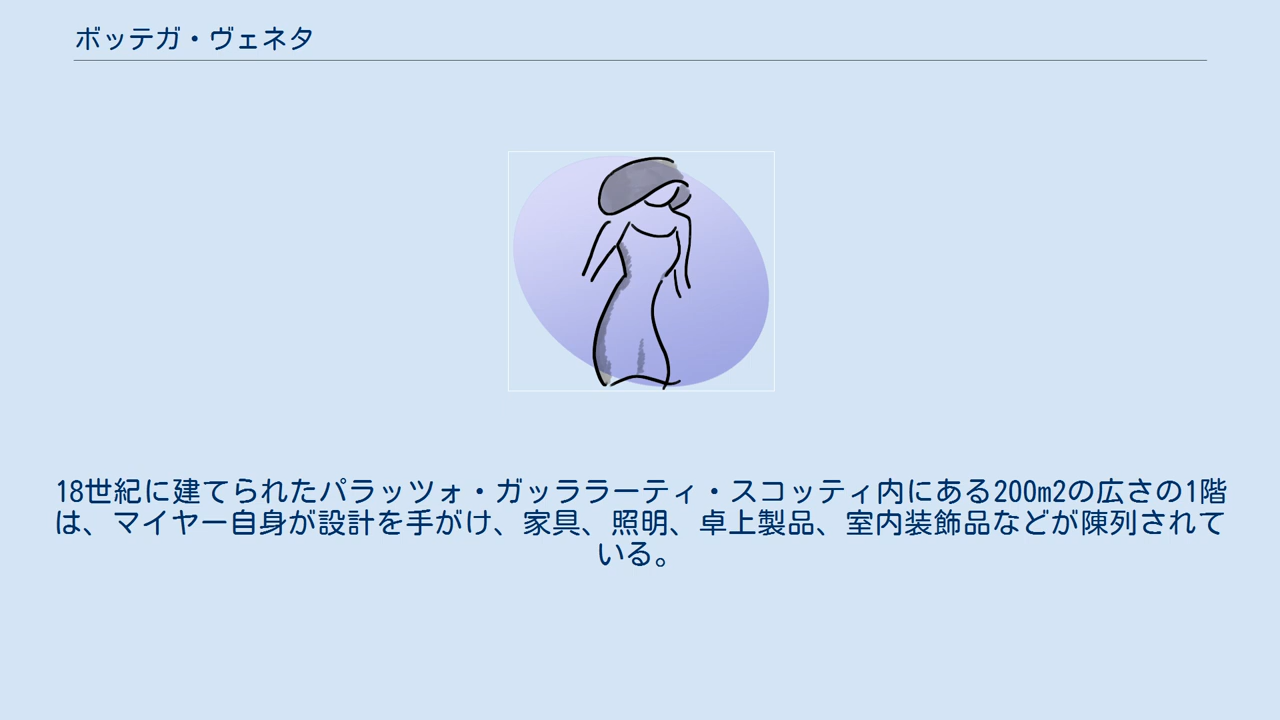 ボッテガ・ヴェネタ
18世紀に建てられたパラッツォ・ガッララーティ・スコッティ内にある200m2の広さの1階
は、マイヤー自身が設計を手がけ、家具、照明、卓上製品、室内装飾品などが陳列されて
いる。